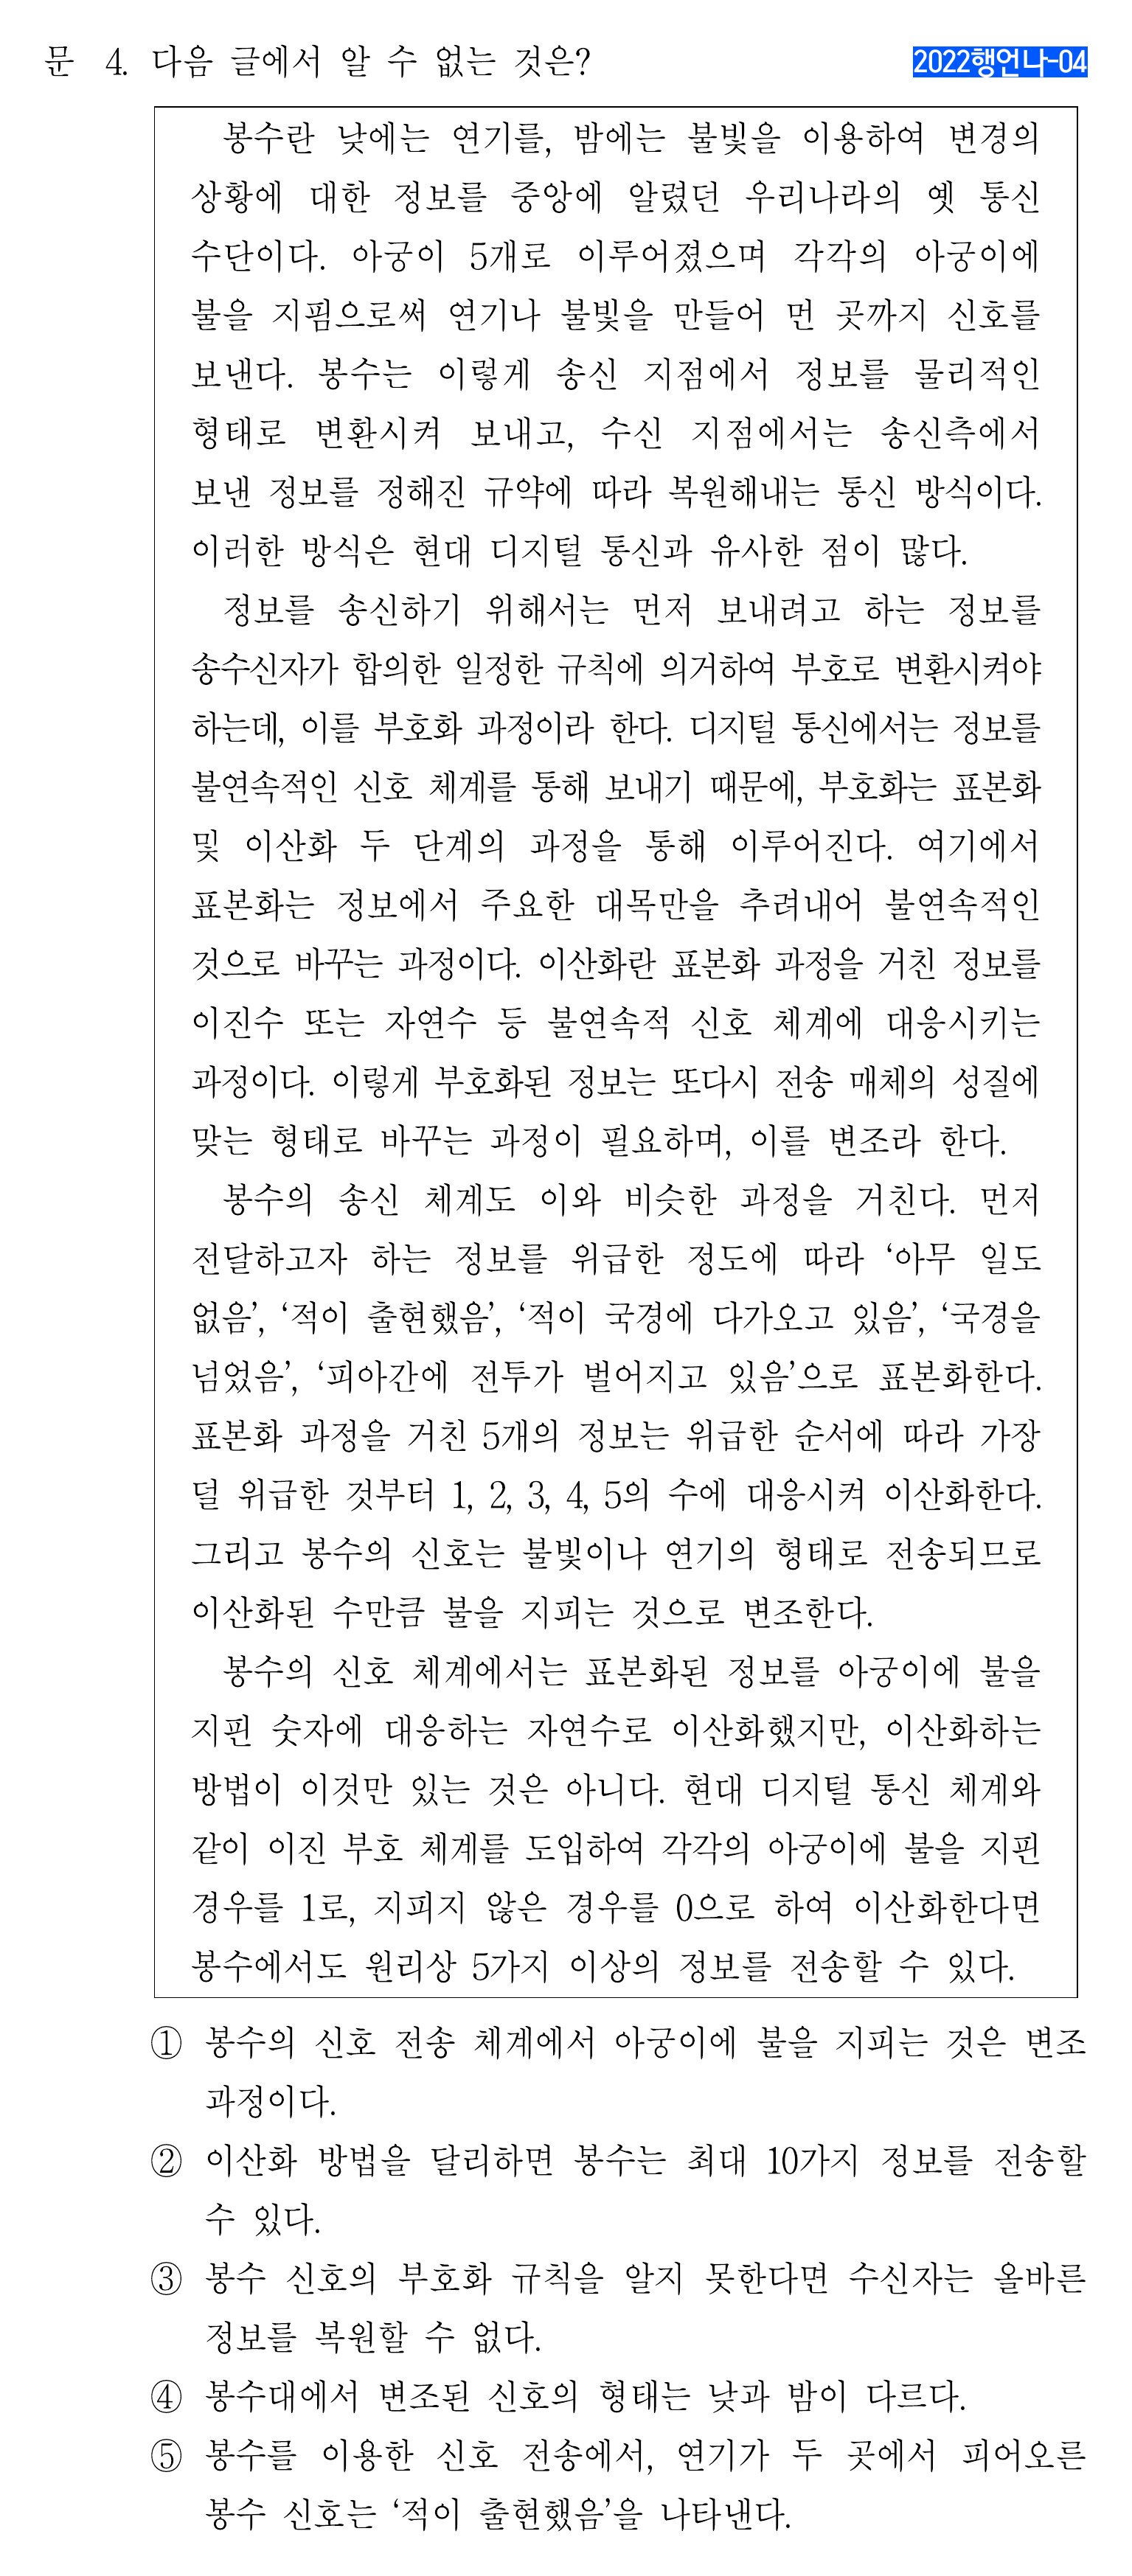 문 4. 다음 글에서 알 수 없는 것은?
2022행언나-04
봉수란 낮에는 연기를, 밤에는 불빛을 이용하여 변경의
상황에 대한 정보를 중앙에 알렸던 우리나라의 옛 통신
수단이다. 아궁이 5개로 이루어졌으며 각각의 아궁이에
불을 지핌으로써 연기나 불빛을 만들어 먼 곳까지 신호를
보낸다. 봉수는 이렇게 송신 지점에서 정보를 물리적인
형태로 변환시켜 보내고, 수신 지점에서는 송신측에서
보낸 정보를 정해진 규약에 따라 복원해내는 통신 방식이다.
이러한 방식은 현대 디지털 통신과 유사한 점이 많다.
정보를 송신하기 위해서는 먼저 보내려고 하는 정보를
송수신자가 합의한 일정한 규칙에 의거하여 부호로 변환시켜야
하는데, 이를 부호화 과정이라 한다. 디지털 통신에서는 정보를
불연속적인 신호 체계를 통해 보내기 때문에, 부호화는 표본화
및 이산화 두 단계의 과정을 통해 이루어진다. 여기에서
표본화는 정보에서 주요한 대목만을 추려내어 불연속적인
것으로 바꾸는 과정이다. 이산화란 표본화 과정을 거친 정보를
이진수 또는 자연수 등 불연속적 신호 체계에 대응시키는
과정이다. 이렇게 부호화된 정보는 또다시 전송 매체의 성질에
맞는 형태로 바꾸는 과정이 필요하며, 이를 변조라 한다.
봉수의 송신 체계도 이와 비슷한 과정을 거친다. 먼저
전달하고자 하는 정보를 위급한 정도에 따라 ‘아무 일도
없음’, ‘적이 출현했음’, ‘적이 국경에 다가오고 있음’, ‘국경을
넘었음’, ‘피아간에 전투가 벌어지고 있음’으로 표본화한다.
표본화 과정을 거친 5개의 정보는 위급한 순서에 따라 가장
덜 위급한 것부터 1, 2, 3, 4, 5의 수에 대응시켜 이산화한다.
그리고 봉수의 신호는 불빛이나 연기의 형태로 전송되므로
이산화된 수만큼 불을 지피는 것으로 변조한다.
봉수의 신호 체계에서는 표본화된 정보를 아궁이에 불을
지핀 숫자에 대응하는 자연수로 이산화했지만, 이산화하는
방법이 이것만 있는 것은 아니다. 현대 디지털 통신 체계와
같이 이진 부호 체계를 도입하여 각각의 아궁이에 불을 지핀
경우를 1로, 지피지 않은 경우를 0으로 하여 이산화한다면
봉수에서도 원리상 5가지 이상의 정보를 전송할 수 있다.
① 봉수의 신호 전송 체계에서 아궁이에 불을 지피는 것은 변조
과정이다.
② 이산화 방법을 달리하면 봉수는 최대 10가지 정보를 전송할
수 있다.
③ 봉수 신호의 부호화 규칙을 알지 못한다면 수신자는 올바른
정보를 복원할 수 없다.
④ 봉수대에서 변조된 신호의 형태는 낮과 밤이 다르다.
⑤ 봉수를 이용한 신호 전송에서, 연기가 두 곳에서 피어오른
봉수 신호는 ‘적이 출현했음’을 나타낸다.